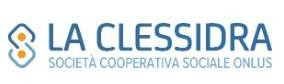 LA CLESSIDRA
SOCIETÀ COOPERATIVA SOCIALE ONLUS